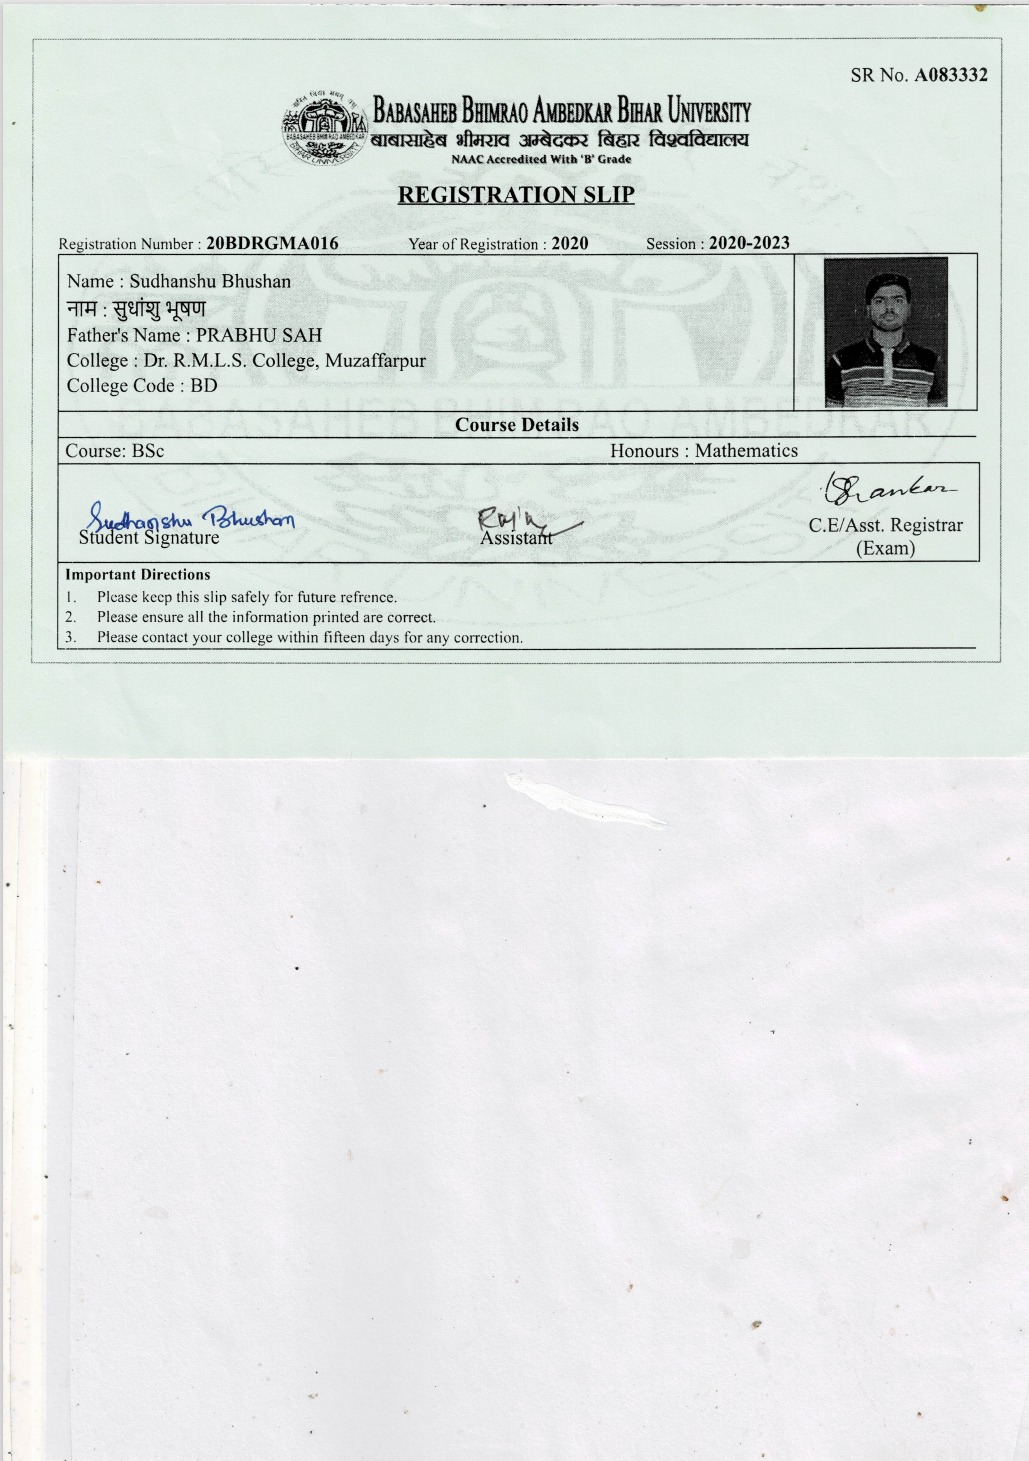 SR No. A083332
BABASAHEB BHIMRAO AMBEDKAR BIHAR UNIVERSITY
बाबासाहेब भीमराव अम्बेदकर बिहार विश्वविद्यालय
NAAC Accredited With 'B' Grade
REGISTRATION SLIP
Registration Number : 20BDRGMA016 Year of Registration : 2020 Session : 2020-2023
Name : Sudhanshu Bhushan
नाम : सुधांशु भूषण
Father's Name : PRABHU SAH
College : Dr. R.M.L.S. College, Muzaffarpur
College Code : BD
Course Details
Course: BSc Honours : Mathematics
Sudhanshu Bhushan
Student Signature Assistant C.E/Asst. Registrar
(Exam)
Important Directions
1. Please keep this slip safely for future refrence.
2. Please ensure all the information printed are correct.
3. Please contact your college within fifteen days for any correction.